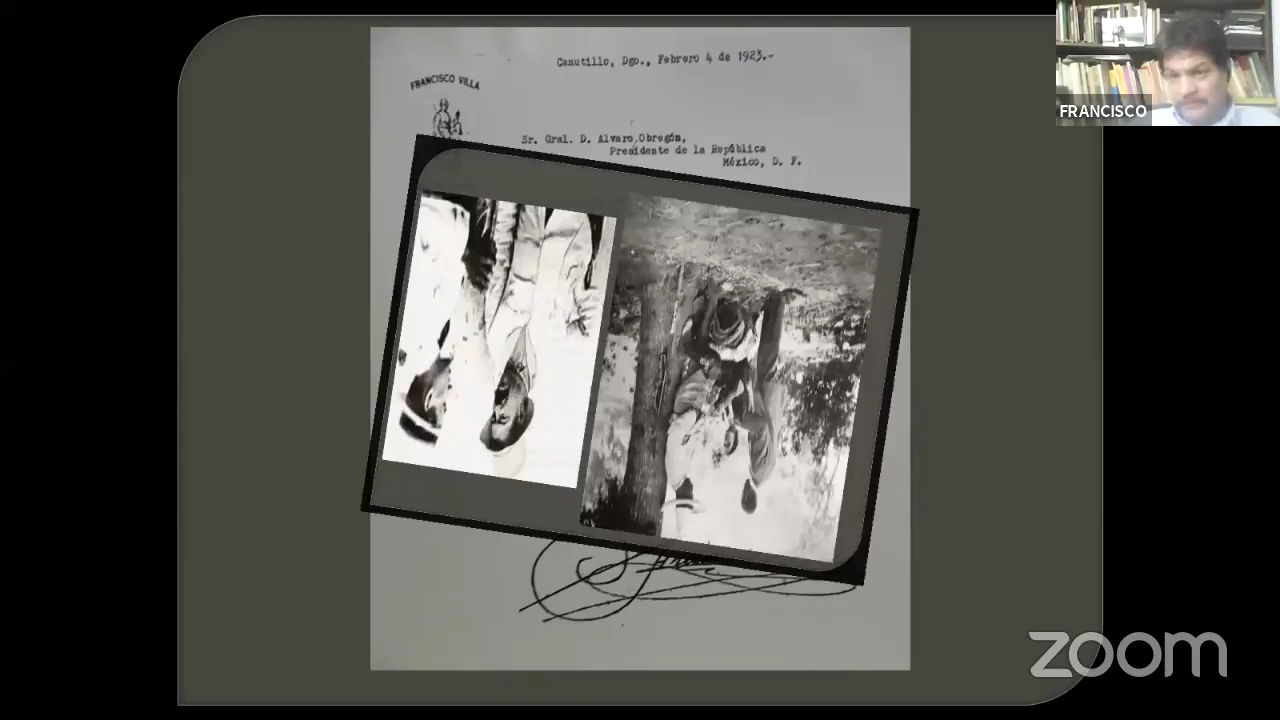 Canutillo, Dgo., Febrero 4 de 1923.-
FRANCISCO VILLA
Sr. Gral. D. Alvaro Obregón,
Presidente de la República
México, D. F.
FRANCISCO
zoom